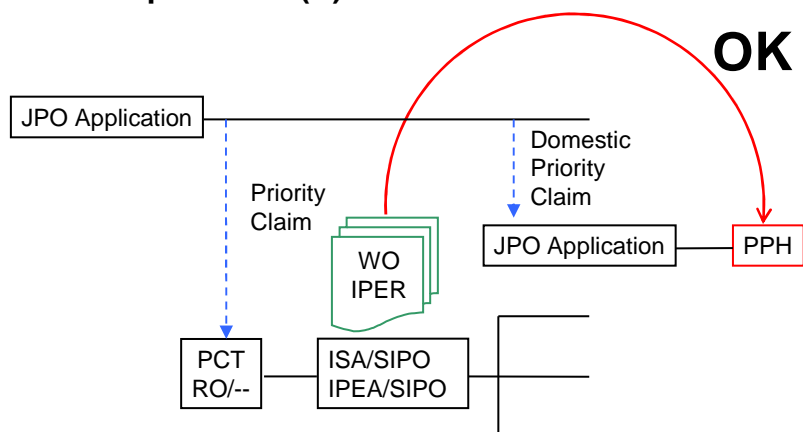 OK
JPO Application
Domestic
Priority
Claim
Priority
Claim
JPO Application
PPH
WO
IPER
PCT
RO/--
ISA/SIPO
IPEA/SIPO